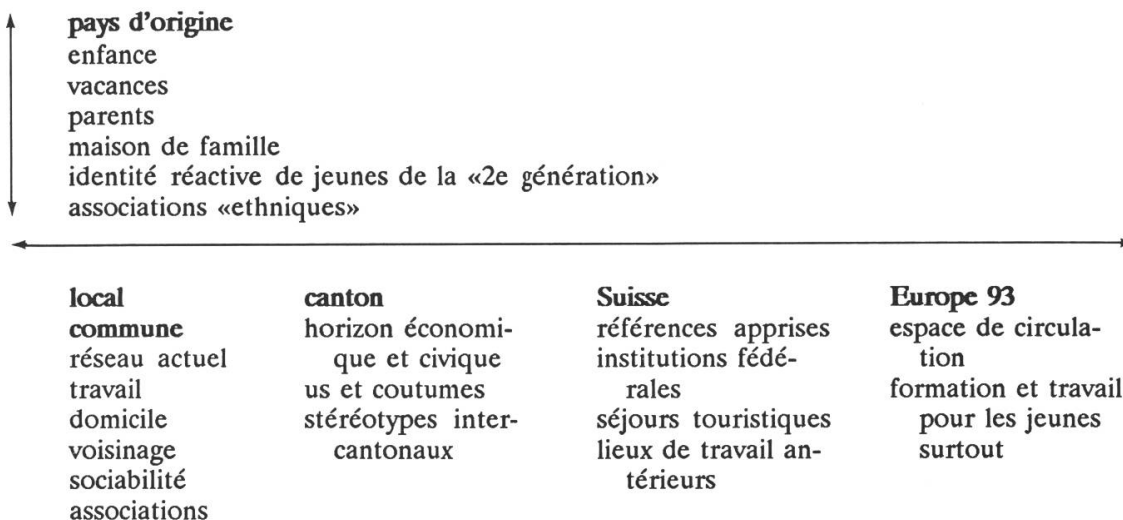 pays d'origine
enfance
vacances
parents
maison de famille
identité réactive de jeunes de la «2e génération»
associations «ethniques»
local
commune
réseau actuel
travail
domicile
voisinage
sociabilité
associations
canton
horizon économi-
que et civique
us et coutumes
stéréotypes inter-
cantonaux
Suisse
références apprises
institutions fédé-
rales
séjours touristiques
lieux de travail an-
térieurs
Europe 93
espace de circula-
tion
formation et travail
pour les jeunes
surtout